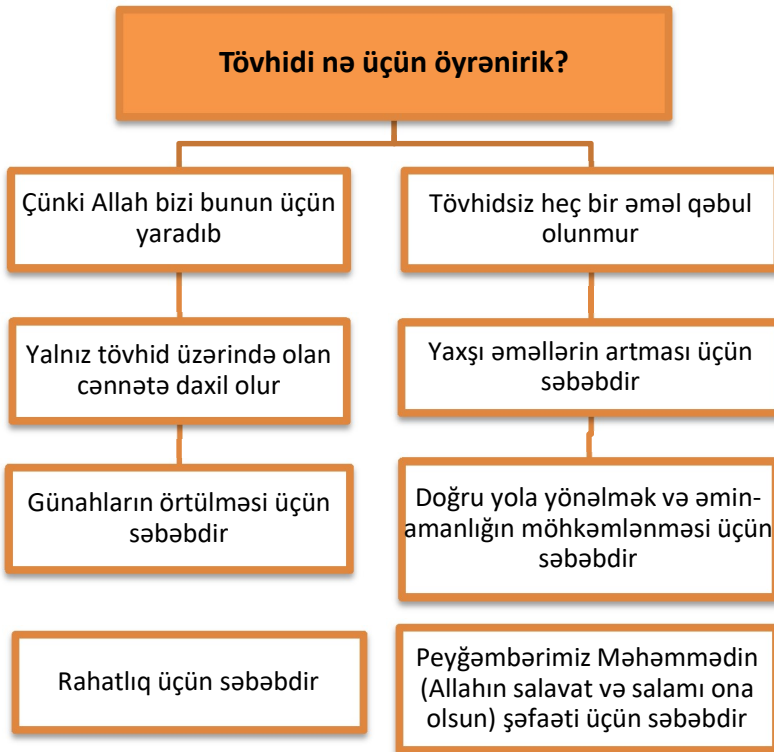 Tövhidi nə üçün öyrənirik?
Çünki Allah bizi bunun üçün
yaradıb
Tövhidsiz heç bir əməl qəbul
olunmur
Yalnız tövhid üzərində olan
cənnətə daxil olur
Yaxşı əməllərin artması üçün
səbəbdir
Günahların örtülməsi üçün
səbəbdir
Doğru yola yönəlmək və əmin-
amanlığın möhkəmlənməsi üçün
səbəbdir
Rahatlıq üçün səbəbdir
Peyğəmbərimiz Məhəmmədin
(Allahın salavat və salamı ona
olsun) şəfaəti üçün səbəbdir